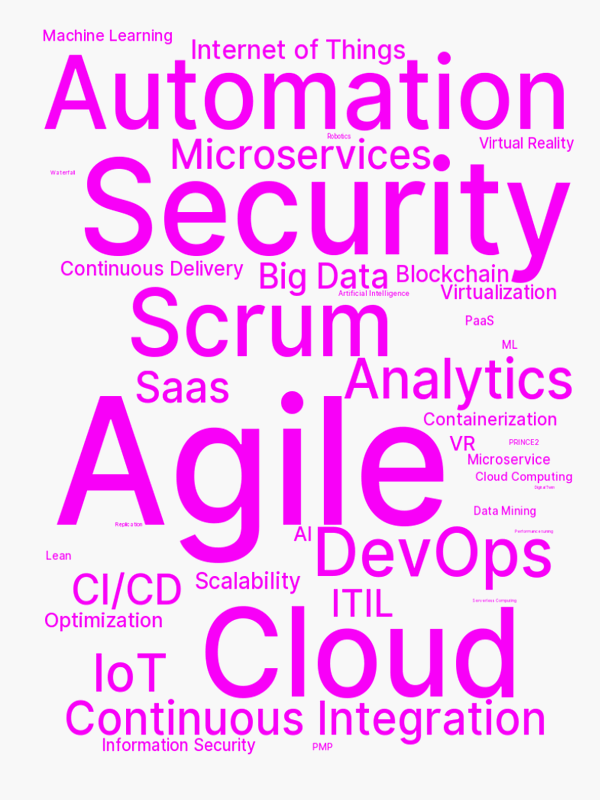 Machine Learning
Internet of Things
Automation
Robotics
Virtual Reality
Microservices
Waterfall
Security
Continuous Delivery
Big Data
Blockchain
Artificial Intelligence
Virtualization
Scrum
PaaS
ML
Analytics
Saas
Containerization
Agile
VR
PRINCE2
Microservice
Cloud Computing
Digital Twin
Data Mining
Replication
Performance tuning
AI
DevOps
Lean
CI/CD
Scalability
Serverless Computing
ITIL
Optimization
Cloud
IoT
Continuous Integration
Information Security
PMP